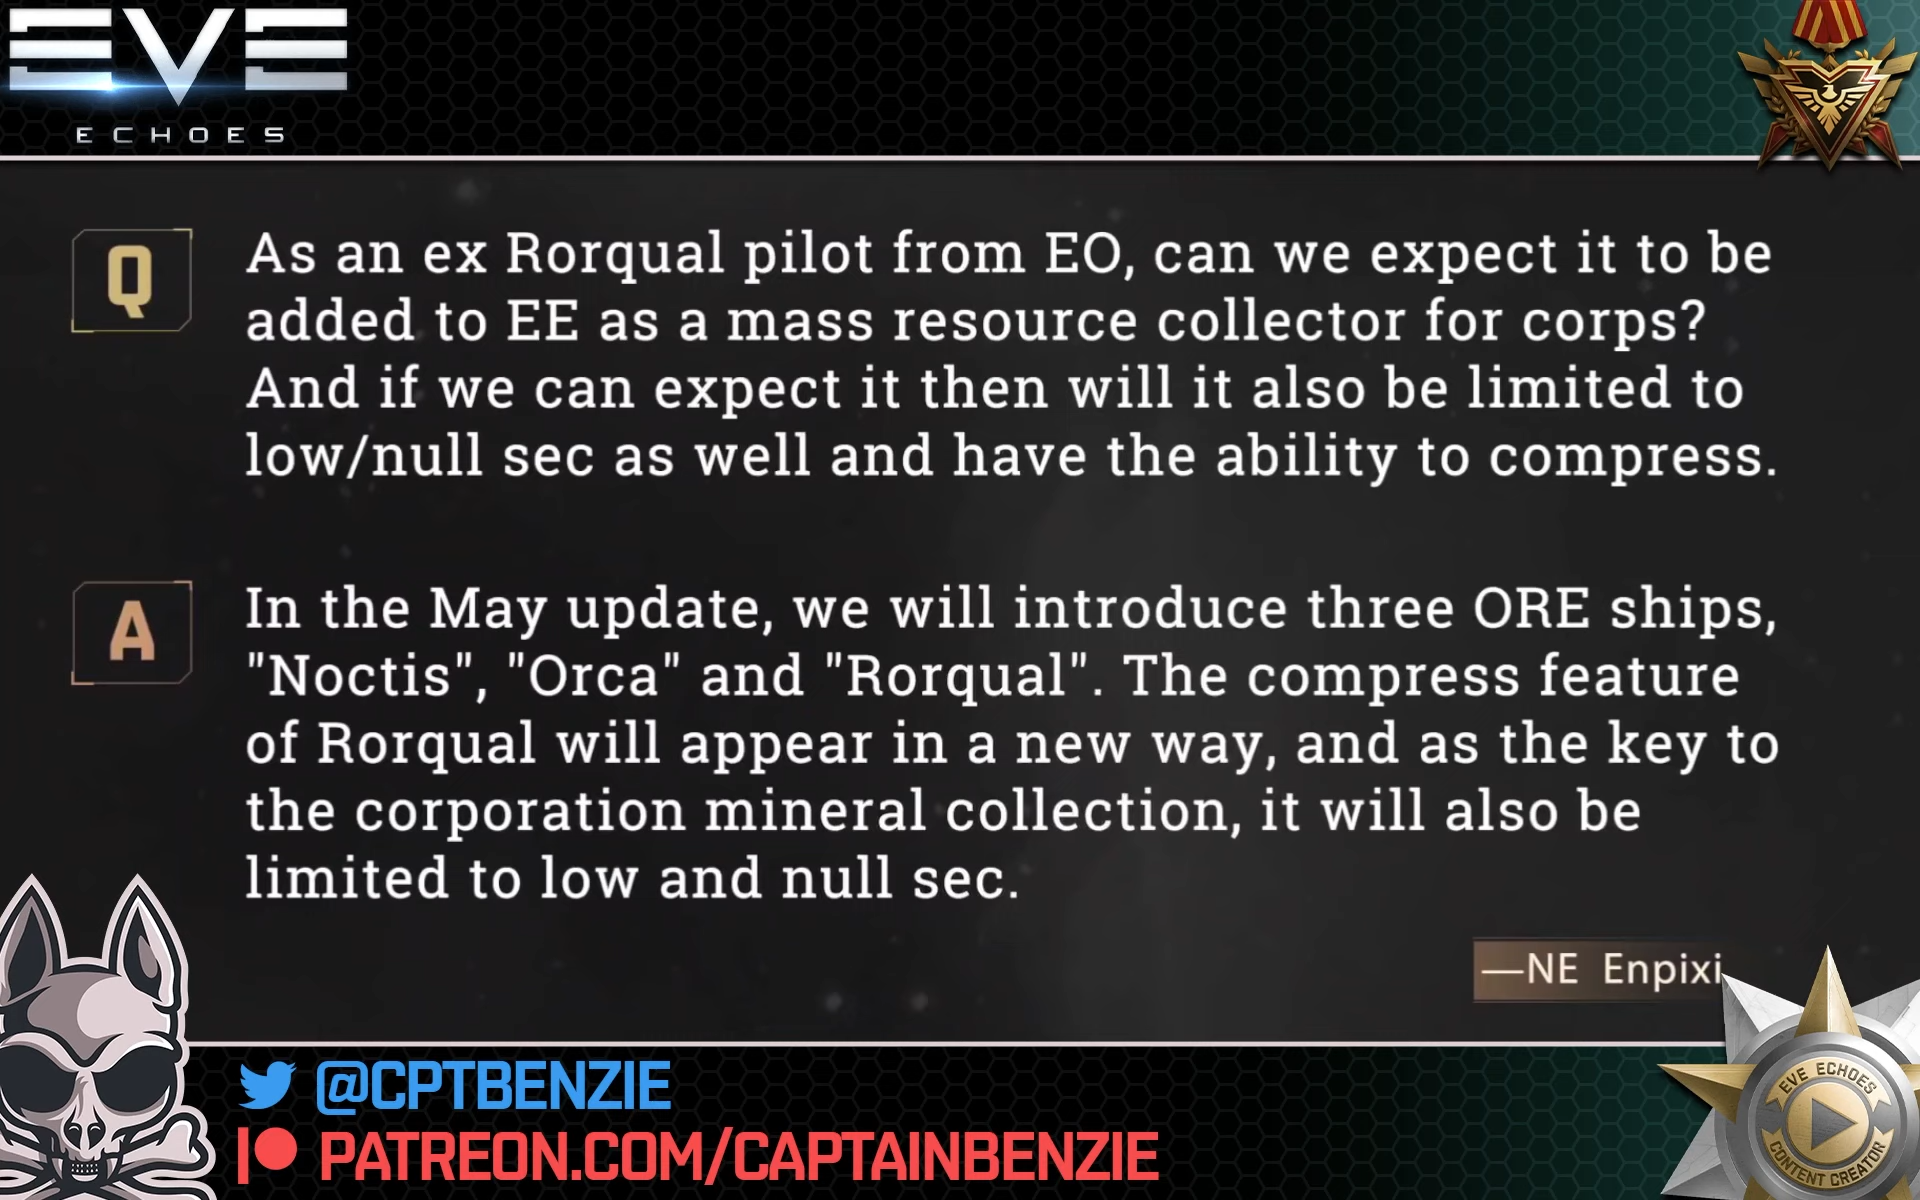 EVE
ECHOES
Q
As an ex Rorqual pilot from EO, can we expect it to be
added to EE as a mass resource collector for corps?
And if we can expect it then will it also be limited to
low/null sec as well and have the ability to compress.
A
In the May update, we will introduce three ORE ships,
"Noctis", "Orca" and "Rorqual". The compress feature
of Rorqual will appear in a new way, and as the key to
the corporation mineral collection, it will also be
limited to low and null sec.
—NE Enpixi
@CPTBENZIE
PATREON.COM/CAPTAINBENZIE
EVE ECHOES
CONTENT CREATOR